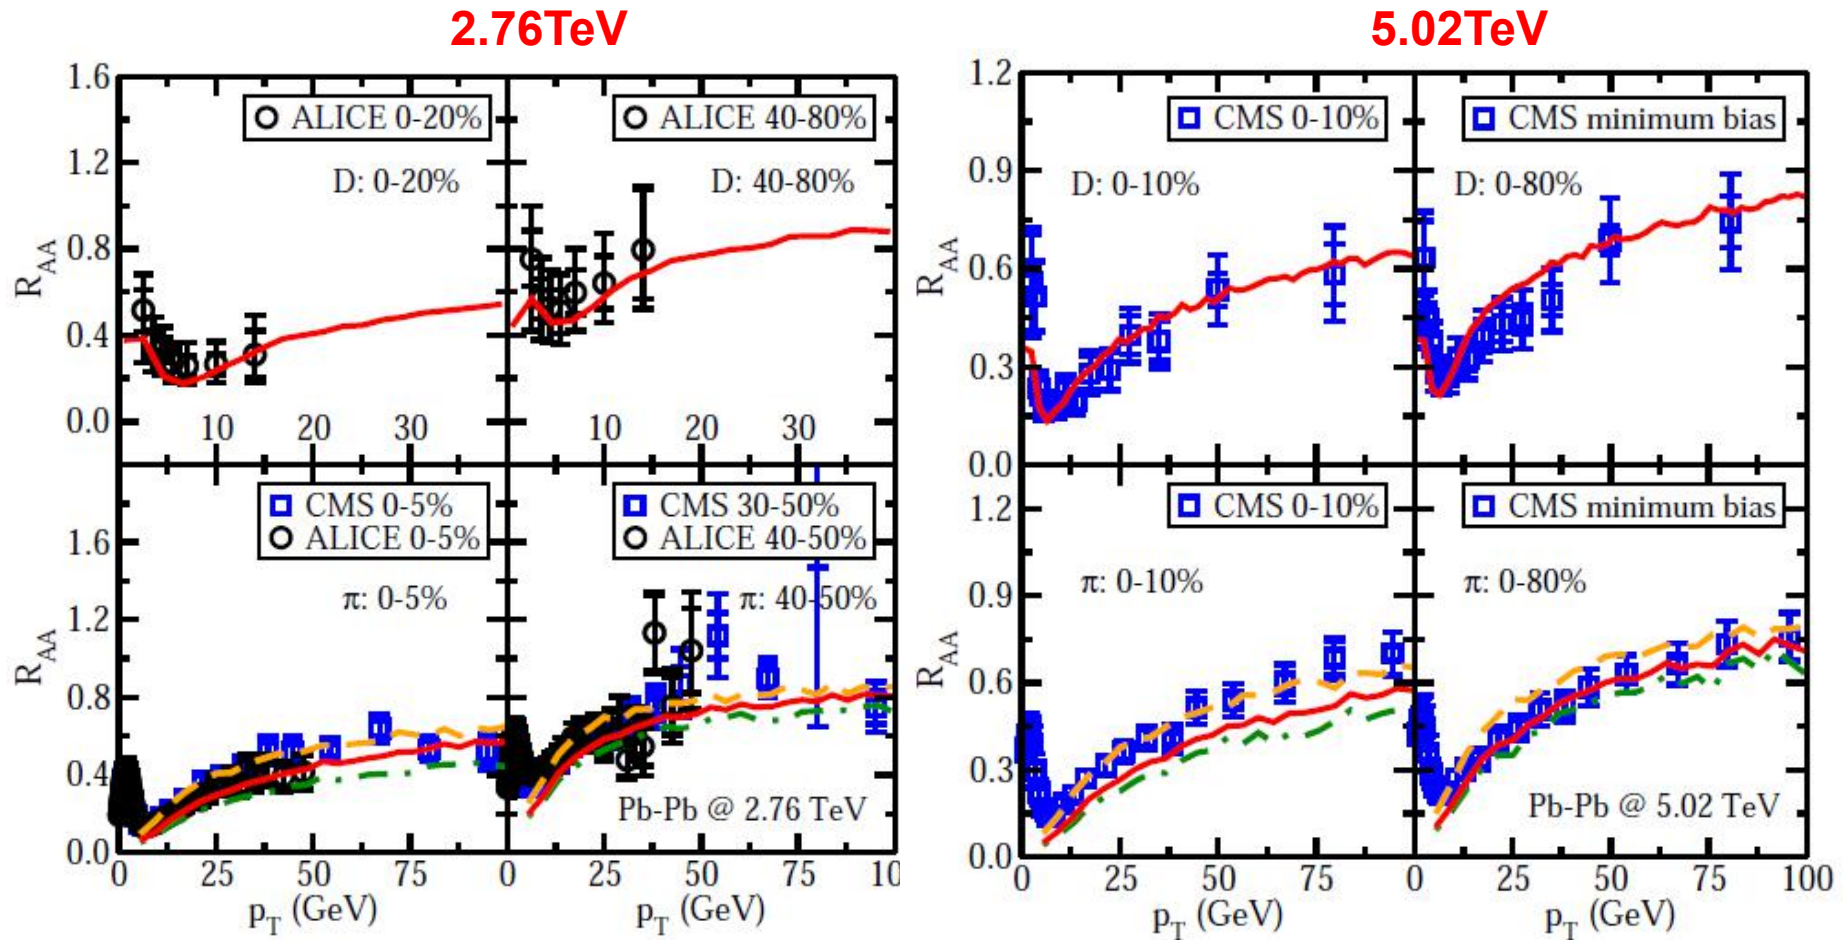 2.76TeV
5.02TeV
1.6
1.2
0.8
0.4
0.0
R_AA
ALICE 0-20%
D: 0-20%
10 20 30
ALICE 40-80%
D: 40-80%
10 20 30
1.6
1.2
0.8
0.4
0.0
R_AA
CMS 0-5%
ALICE 0-5%
π: 0-5%
CMS 30-50%
ALICE 40-50%
π: 40-50%
Pb-Pb @ 2.76 TeV
0 25 50 75 0 25 50 75 10
p_T (GeV) p_T (GeV)
1.2
0.9
0.6
0.3
0.0
R_AA
CMS 0-10%
D: 0-10%
CMS minimum bias
D: 0-80%
1.2
0.9
0.6
0.3
0.0
R_AA
CMS 0-10%
π: 0-10%
CMS minimum bias
π: 0-80%
Pb-Pb @ 5.02 TeV
0 25 50 75 0 25 50 75 100
p_T (GeV) p_T (GeV)